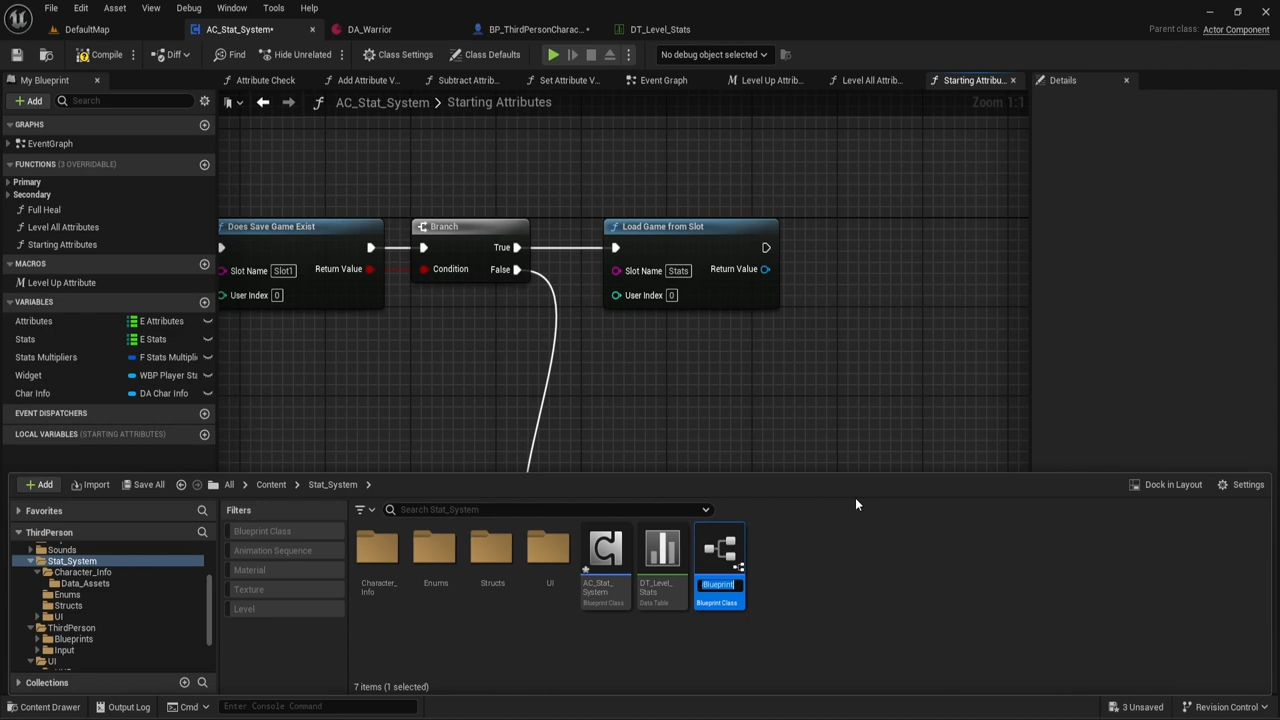 File Edit Asset View Debug Window Tools Help
DefaultMap AC_Stat_System* DA_Warrior BP_ThirdPersonCharac...* DT_Level_Stats Parent class: Actor Component
Compile Diff Find Hide Unrelated Class Settings Class Defaults No debug object selected
My Blueprint Attribute Check Add Attribute V... Subtract Attrib... Set Attribute V... Event Graph Level Up Attrib... Level All Attrib... Starting Attribu... Details
Add Search AC_Stat_System > Starting Attributes Zoom 1:1
GRAPHS
EventGraph
FUNCTIONS (3 OVERRIDABLE)
Primary
Secondary
Full Heal
Level All Attributes
Starting Attributes
MACROS
Level Up Attribute
VARIABLES
Attributes E Attributes
Stats E Stats
Stats Multipliers F Stats Multipli
Widget WBP Player Sta
Char Info DA Char Info
EVENT DISPATCHERS
LOCAL VARIABLES (STARTING ATTRIBUTES)
Does Save Game Exist
Slot Name Slot1 Return Value
User Index 0
Branch
True
Condition False
Load Game from Slot
Slot Name Stats Return Value
User Index 0
Add Import Save All All > Content > Stat_System > Dock in Layout Settings
Favorites
ThirdPerson
Sounds
Stat_System
Character_Info
Data_Assets
Enums
Structs
UI
ThirdPerson
Blueprints
Input
UI
Collections
Filters
Blueprint Class
Animation Sequence
Material
Texture
Level
Search Stat_System
Character_
Info
Enums
Structs
UI
AC_Stat_
System
Blueprint Class
DT_Level_
Stats
Data Table
Blueprint
Blueprint Class
7 items (1 selected)
Content Drawer Output Log Cmd Enter Console Command 3 Unsaved Revision Control